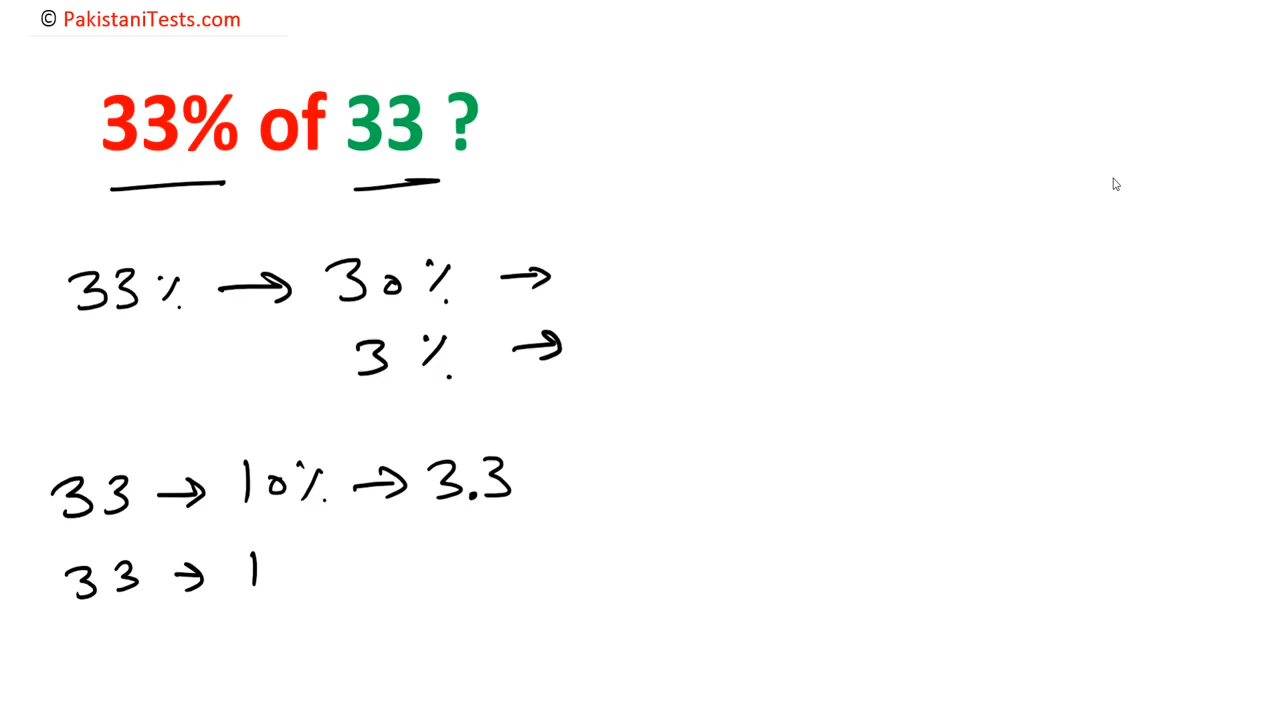 © PakistaniTests.com
33% of 33 ?
33% → 30% →
3% →
33 → 10% → 3.3
33 → 1